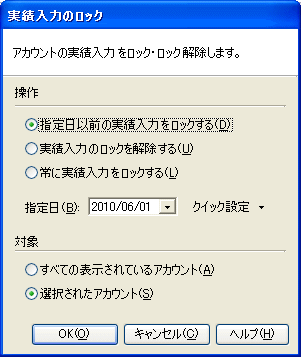 実績入力のロック
アカウントの実績入力をロック・ロック解除します。
操作
指定日以前の実績入力をロックする(D)
実績入力のロックを解除する(U)
常に実績入力をロックする(L)
指定日(B): 2010/06/01 クイック設定
対象
すべての表示されているアカウント(A)
選択されたアカウント(S)
OK(O) キャンセル(C) ヘルプ(H)